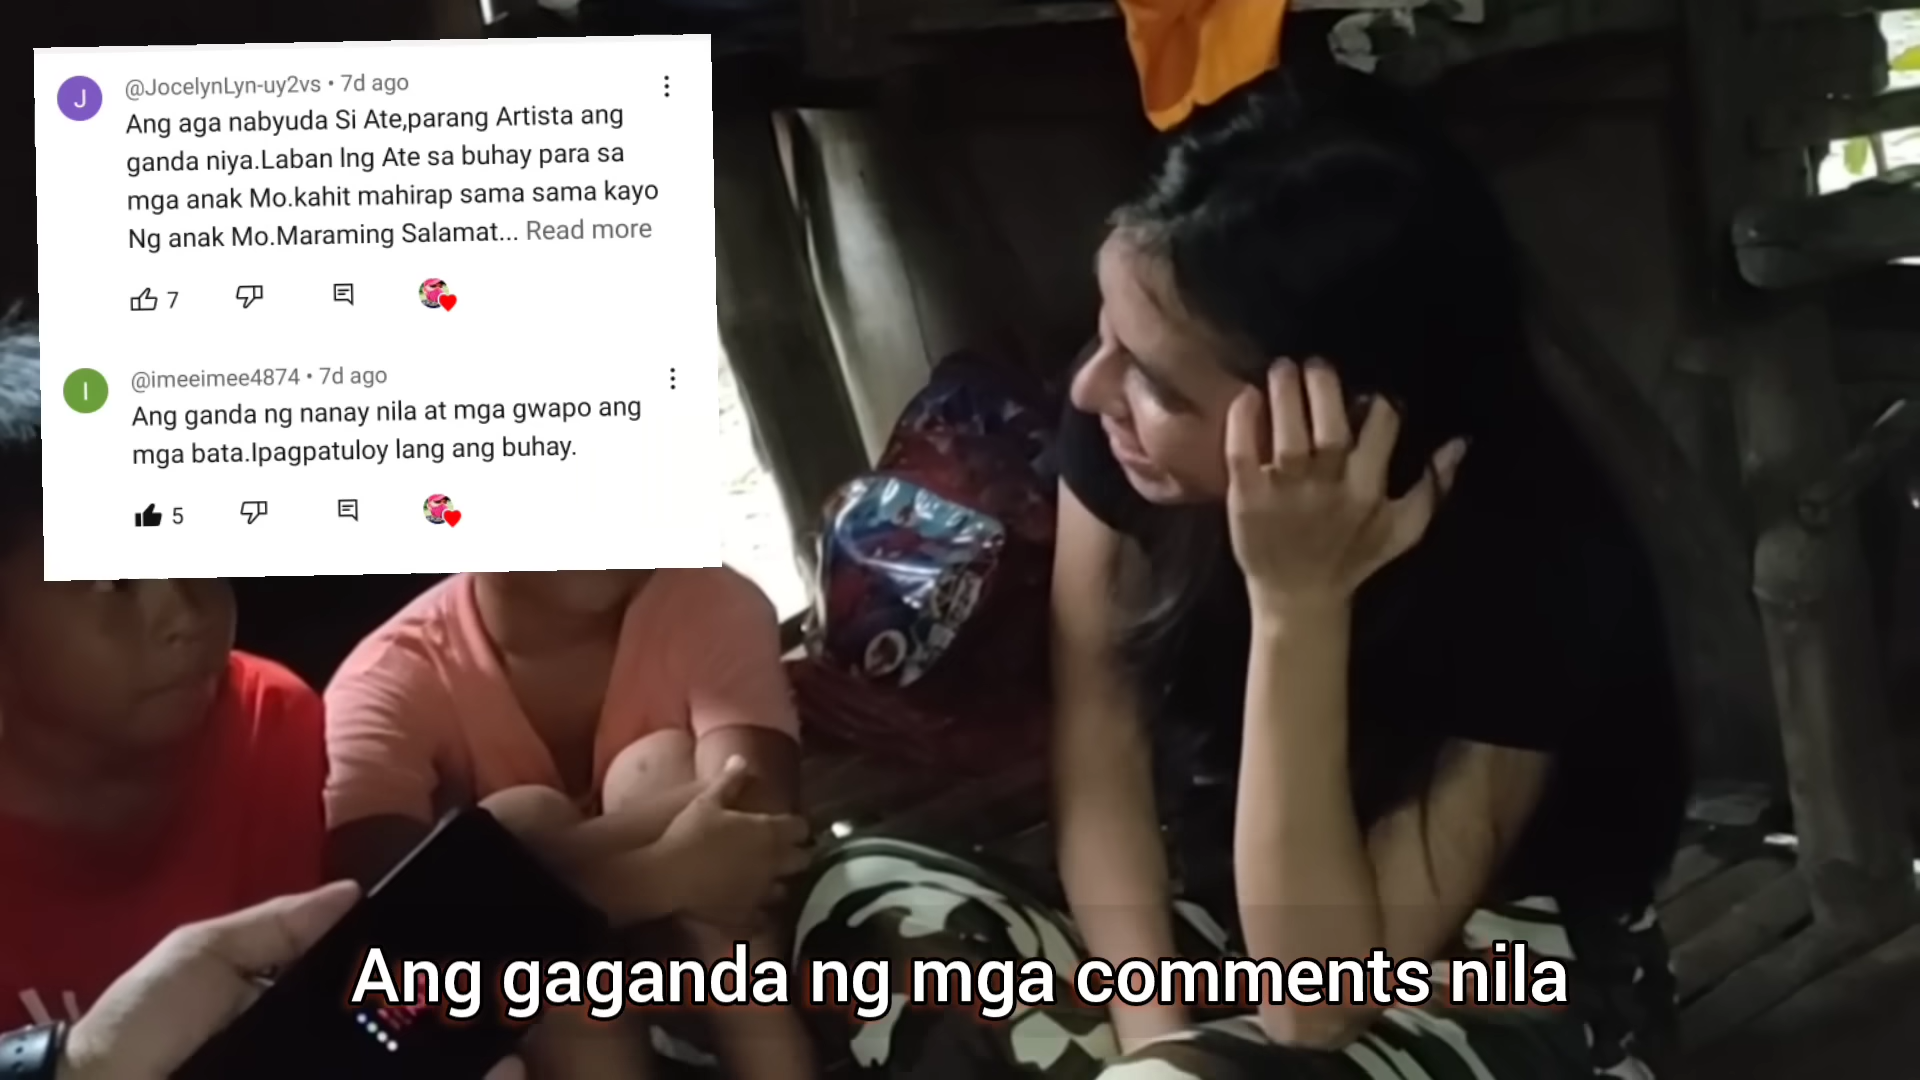 J
@JocelynLyn-uy2vs • 7d ago
Ang aga nabyuda Si Ate,parang Artista ang
ganda niya.Laban lng Ate sa buhay para sa
mga anak Mo.kahit mahirap sama sama kayo
Ng anak Mo.Maraming Salamat... Read more
7
I
@imeeimee4874 • 7d ago
Ang ganda ng nanay nila at mga gwapo ang
mga bata.Ipagpatuloy lang ang buhay.
5
Ang gaganda ng mga comments nila